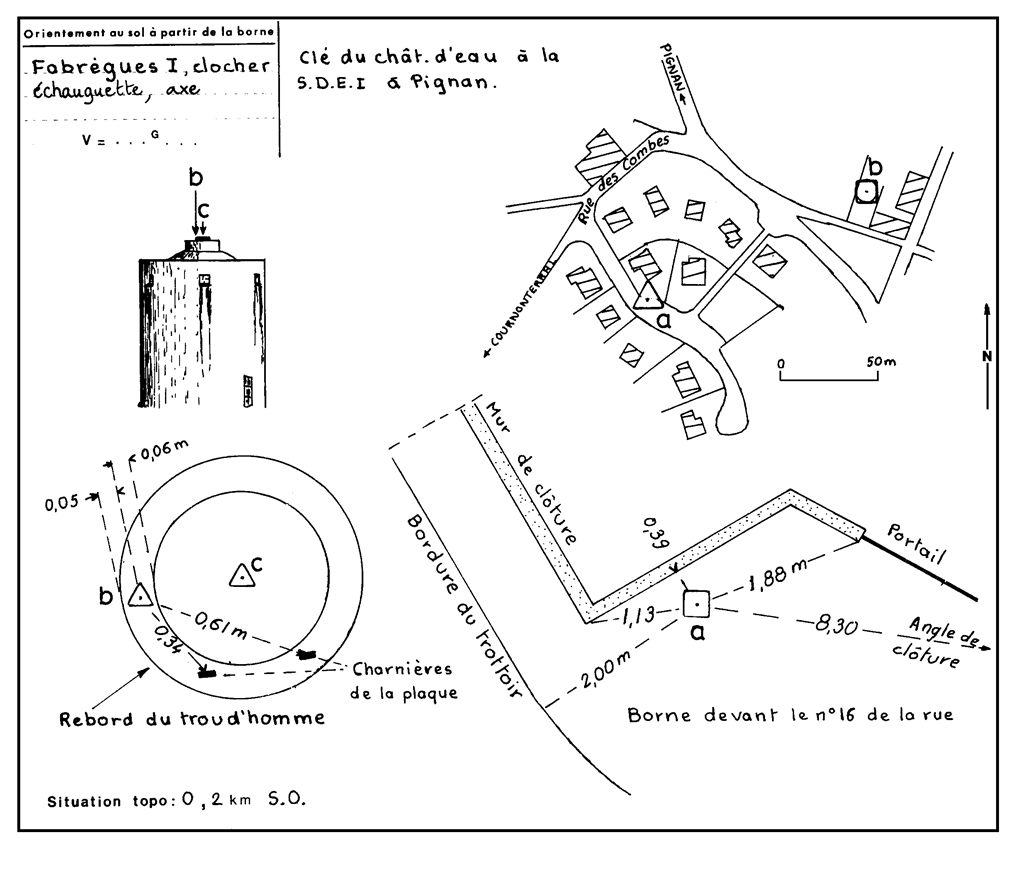 Orientement au sol à partir de la borne
Fabrègues I, clocher
échauguette, axe
V = ... G ...
Clé du chât. d'eau à la
S.D.E.I à Pignan.
b
c
PIGNAN
Rue des Combes
COURNONTERRAL
a
b
0 50m
N
0,06 m
0,05
b
c
0,61 m
0,34
Charnières
de la plaque
Rebord du trou d'homme
Mur
de clôture
Bordure du trottoir
0,39
Portail
1,88 m
1,13
a
8,30
Angle de
clôture
2,00 m
Borne devant le n°16 de la rue
Situation topo: 0,2 km S.O.